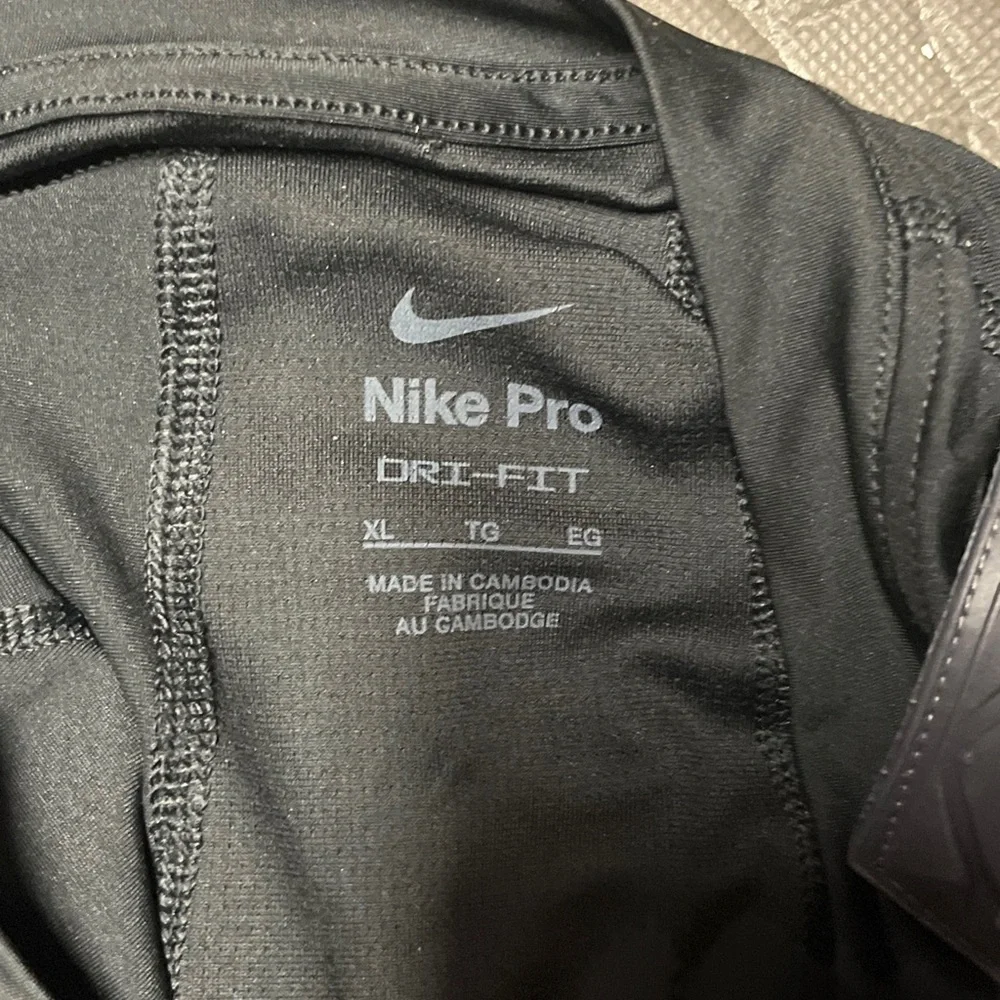 Nike Pro
DRI-FIT
XL TG EG
MADE IN CAMBODIA
FABRIQUE
AU CAMBODGE